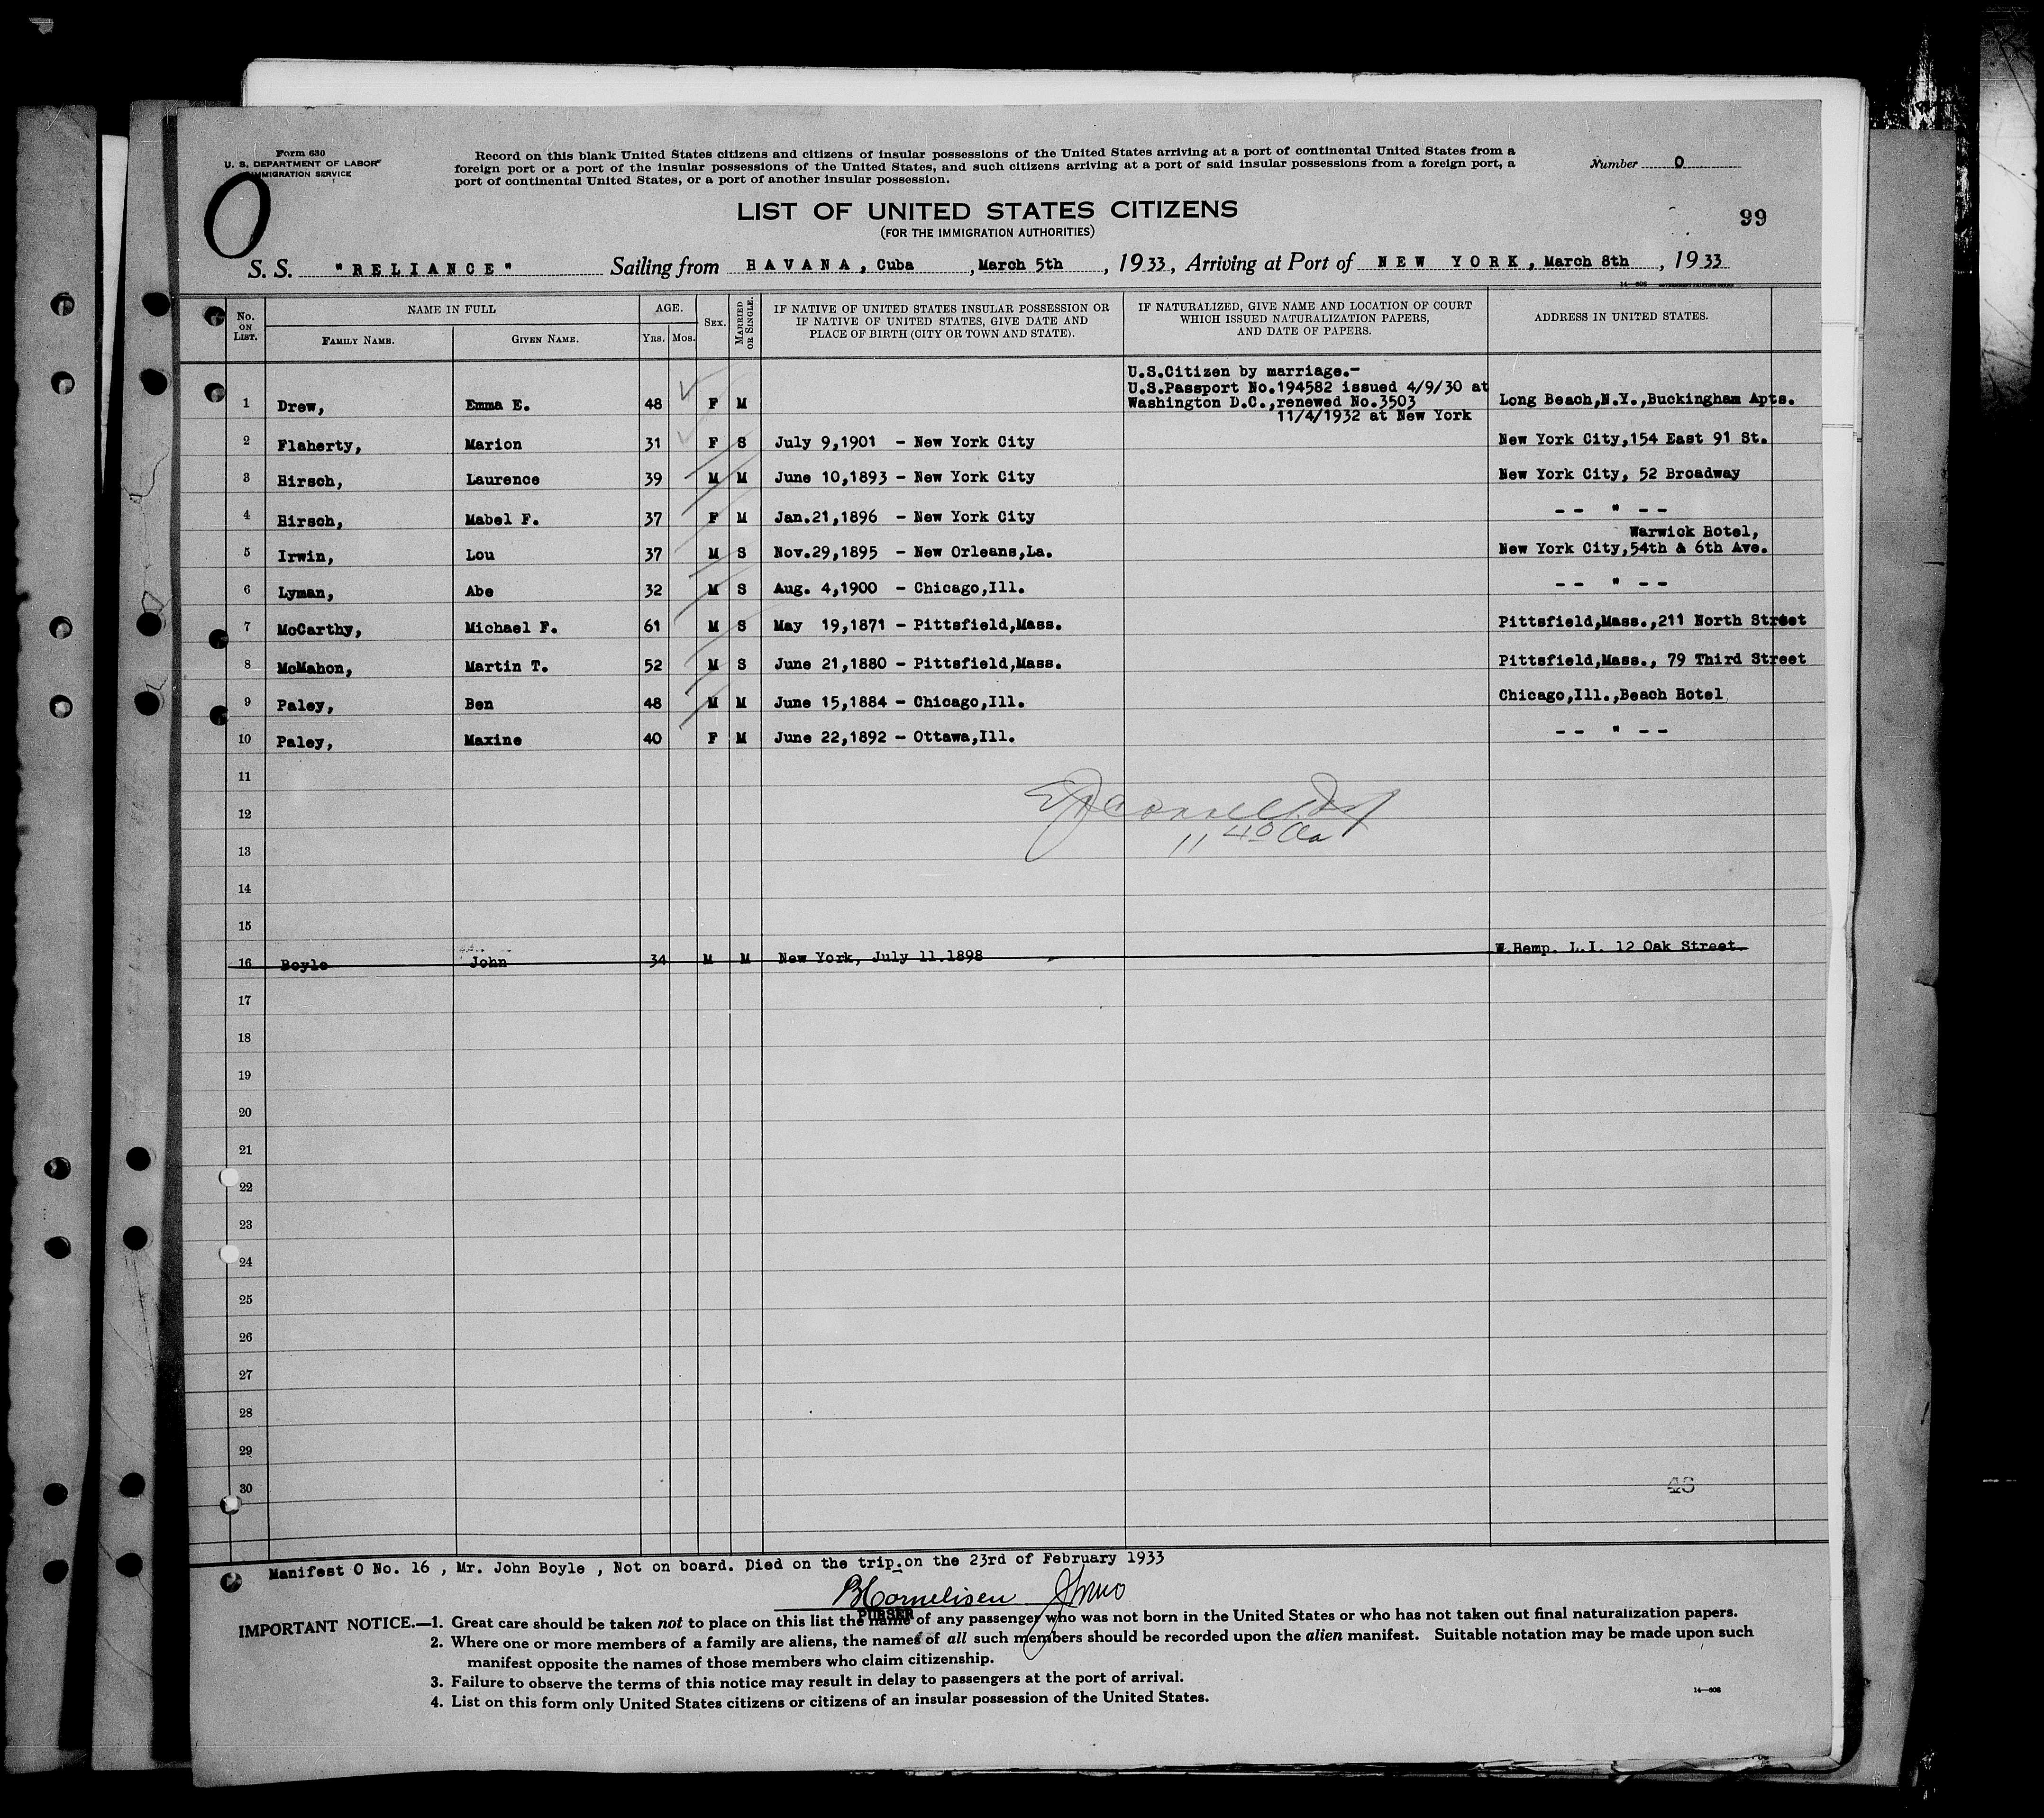 Form 630
U. S. DEPARTMENT OF LABOR
IMMIGRATION SERVICE
O
Record on this blank United States citizens and citizens of insular possessions of the United States arriving at a port of continental United States from a
foreign port or a port of the insular possessions of the United States, and such citizens arriving at a port of said insular possessions from a foreign port, a
port of continental United States, or a port of another insular possession.
Number O
LIST OF UNITED STATES CITIZENS
(FOR THE IMMIGRATION AUTHORITIES)
99
S. S. "RELIANCE" Sailing from HAVANA, Cuba, March 5th, 1933, Arriving at Port of NEW YORK, March 8th, 1933
No. ON LIST. NAME IN FULL FAMILY NAME. GIVEN NAME. AGE. YRS. MOS. SEX. MARRIED OR SINGLE. IF NATIVE OF UNITED STATES INSULAR POSSESSION OR IF NATIVE OF UNITED STATES, GIVE DATE AND PLACE OF BIRTH (CITY OR TOWN AND STATE). IF NATURALIZED, GIVE NAME AND LOCATION OF COURT WHICH ISSUED NATURALIZATION PAPERS, AND DATE OF PAPERS. ADDRESS IN UNITED STATES.
1 Drew, Emma E. 48 F M U.S.Citizen by marriage.- U.S.Passport No.194582 issued 4/9/30 at Washington D.C.,renewed No.3503 11/4/1932 at New York Long Beach,N.Y.,Buckingham Apts.
2 Flaherty, Marion 31 F S July 9,1901 - New York City New York City,154 East 91 St.
3 Hirsch, Laurence 39 M M June 10,1893 - New York City New York City, 52 Broadway
4 Hirsch, Mabel F. 37 F M Jan.21,1896 - New York City - - " - -
5 Irwin, Lou 37 M S Nov.29,1895 - New Orleans,La. Warwick Hotel, New York City,54th & 6th Ave.
6 Lyman, Abe 32 M S Aug. 4,1900 - Chicago,Ill. - - " - -
7 McCarthy, Michael F. 61 M S May 19,1871 - Pittsfield,Mass. Pittsfield,Mass.,211 North Street
8 McMahon, Martin T. 52 M S June 21,1880 - Pittsfield,Mass. Pittsfield,Mass., 79 Third Street
9 Paley, Ben 48 M M June 15,1884 - Chicago,Ill. Chicago,Ill.,Beach Hotel
10 Paley, Maxine 40 F M June 22,1892 - Ottawa,Ill. - - " - -
11
12
13
14
15
16 Boyle John 34 M M New York, July 11.1898 W.Hemp. L.I. 12 Oak Street.
17
18
19
20
21
22
23
24
25
26
27
28
29
30
Manifest O No. 16 , Mr. John Boyle , Not on board. Died on the trip.on the 23rd of February 1933
PURSER
IMPORTANT NOTICE.—1. Great care should be taken not to place on this list the name of any passenger who was not born in the United States or who has not taken out final naturalization papers.
2. Where one or more members of a family are aliens, the names of all such members should be recorded upon the alien manifest. Suitable notation may be made upon such
manifest opposite the names of those members who claim citizenship.
3. Failure to observe the terms of this notice may result in delay to passengers at the port of arrival.
4. List on this form only United States citizens or citizens of an insular possession of the United States.
14—608